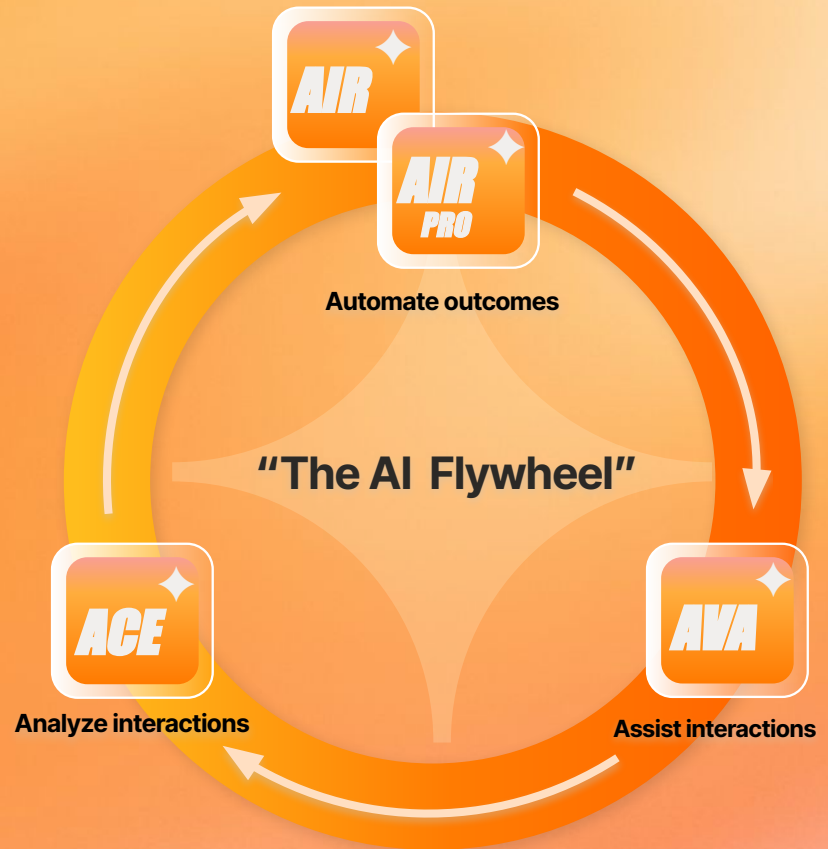 AIR
AIR
PRO
Automate outcomes
“The AI Flywheel”
ACE
AVA
Analyze interactions
Assist interactions